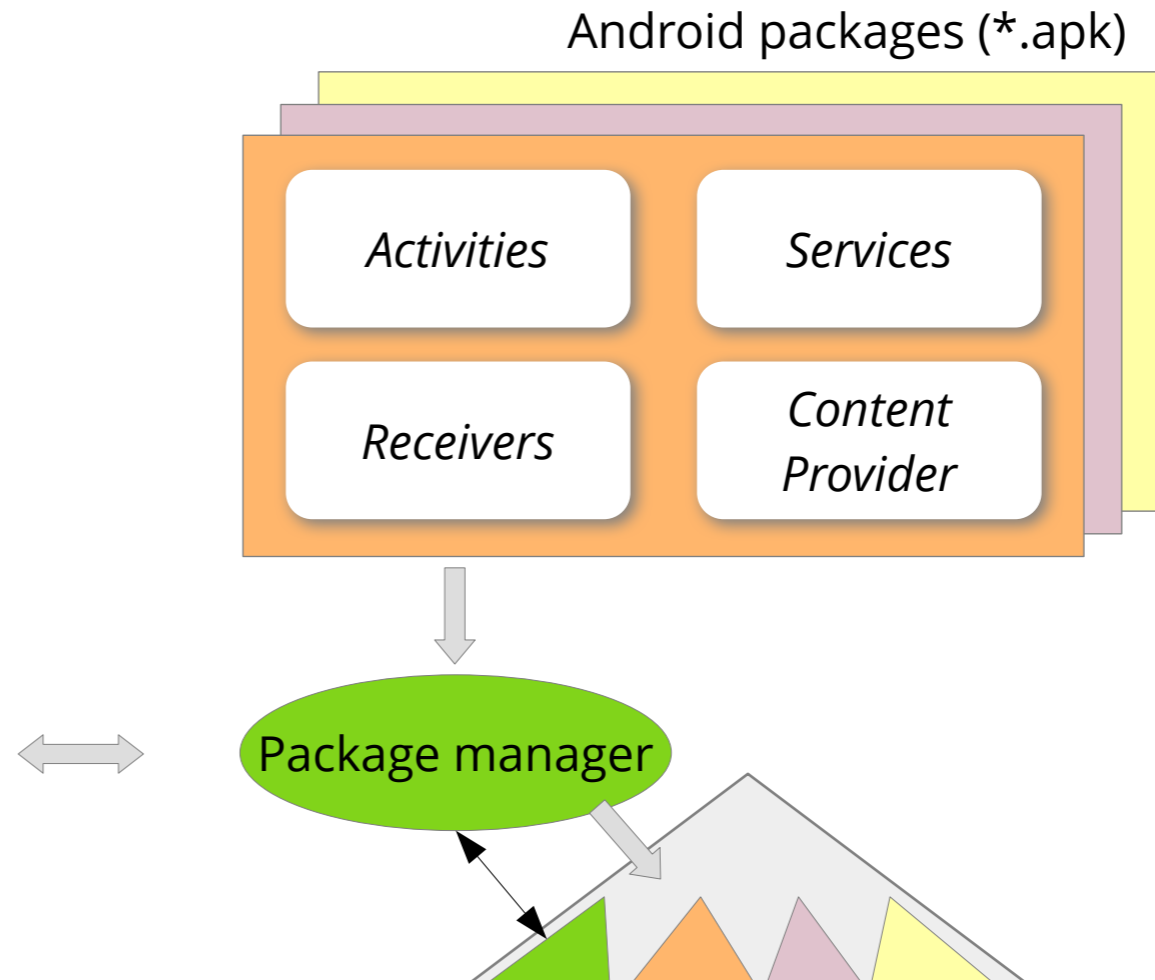 Android packages (*.apk)
Activities
Services
Receivers
Content
Provider
Package manager